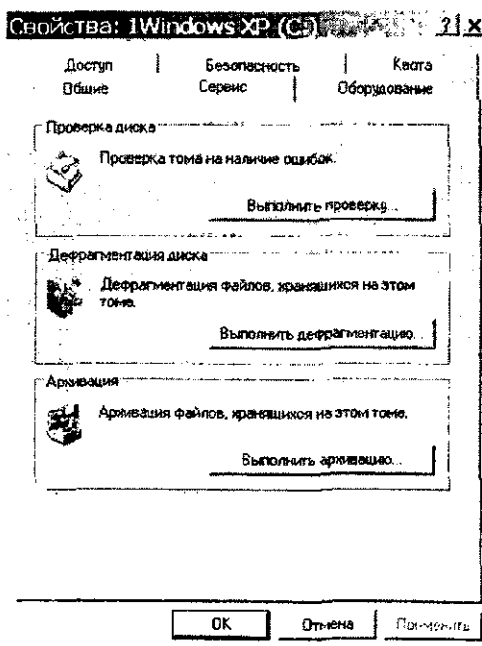 Свойства: 1Windows XP (C:) ? ×
Доступ Безопасность Квота
Общие Сервис Оборудование
Проверка диска
Проверка тома на наличие ошибок.
Выполнить проверку...
Дефрагментация диска
Дефрагментация файлов, хранящихся на этом
томе.
Выполнить дефрагментацию...
Архивация
Архивация файлов, хранящихся на этом томе.
Выполнить архивацию...
OK Отмена Применить